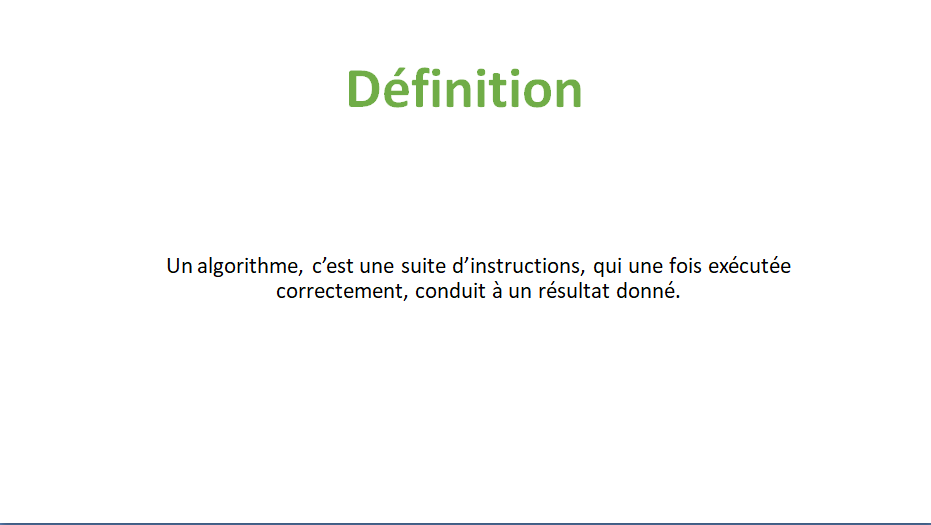 Définition
Un algorithme, c’est une suite d’instructions, qui une fois exécutée
correctement, conduit à un résultat donné.